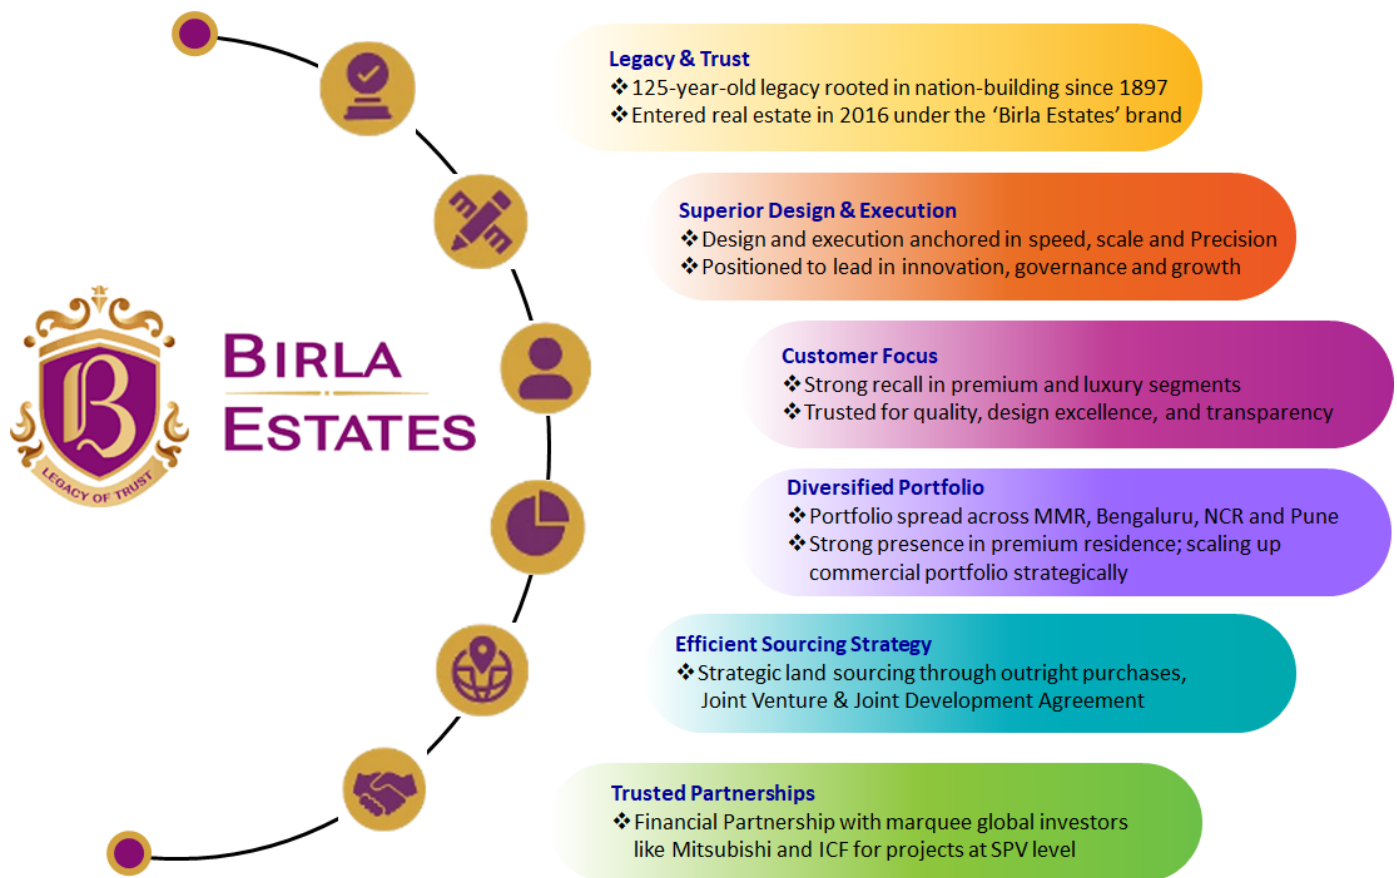 BIRLA
ESTATES
B
LEGACY OF TRUST
Legacy & Trust
❖125-year-old legacy rooted in nation-building since 1897
❖Entered real estate in 2016 under the ‘Birla Estates’ brand
Superior Design & Execution
❖Design and execution anchored in speed, scale and Precision
❖Positioned to lead in innovation, governance and growth
Customer Focus
❖Strong recall in premium and luxury segments
❖Trusted for quality, design excellence, and transparency
Diversified Portfolio
❖Portfolio spread across MMR, Bengaluru, NCR and Pune
❖Strong presence in premium residence; scaling up
commercial portfolio strategically
Efficient Sourcing Strategy
❖Strategic land sourcing through outright purchases,
Joint Venture & Joint Development Agreement
Trusted Partnerships
❖Financial Partnership with marquee global investors
like Mitsubishi and ICF for projects at SPV level